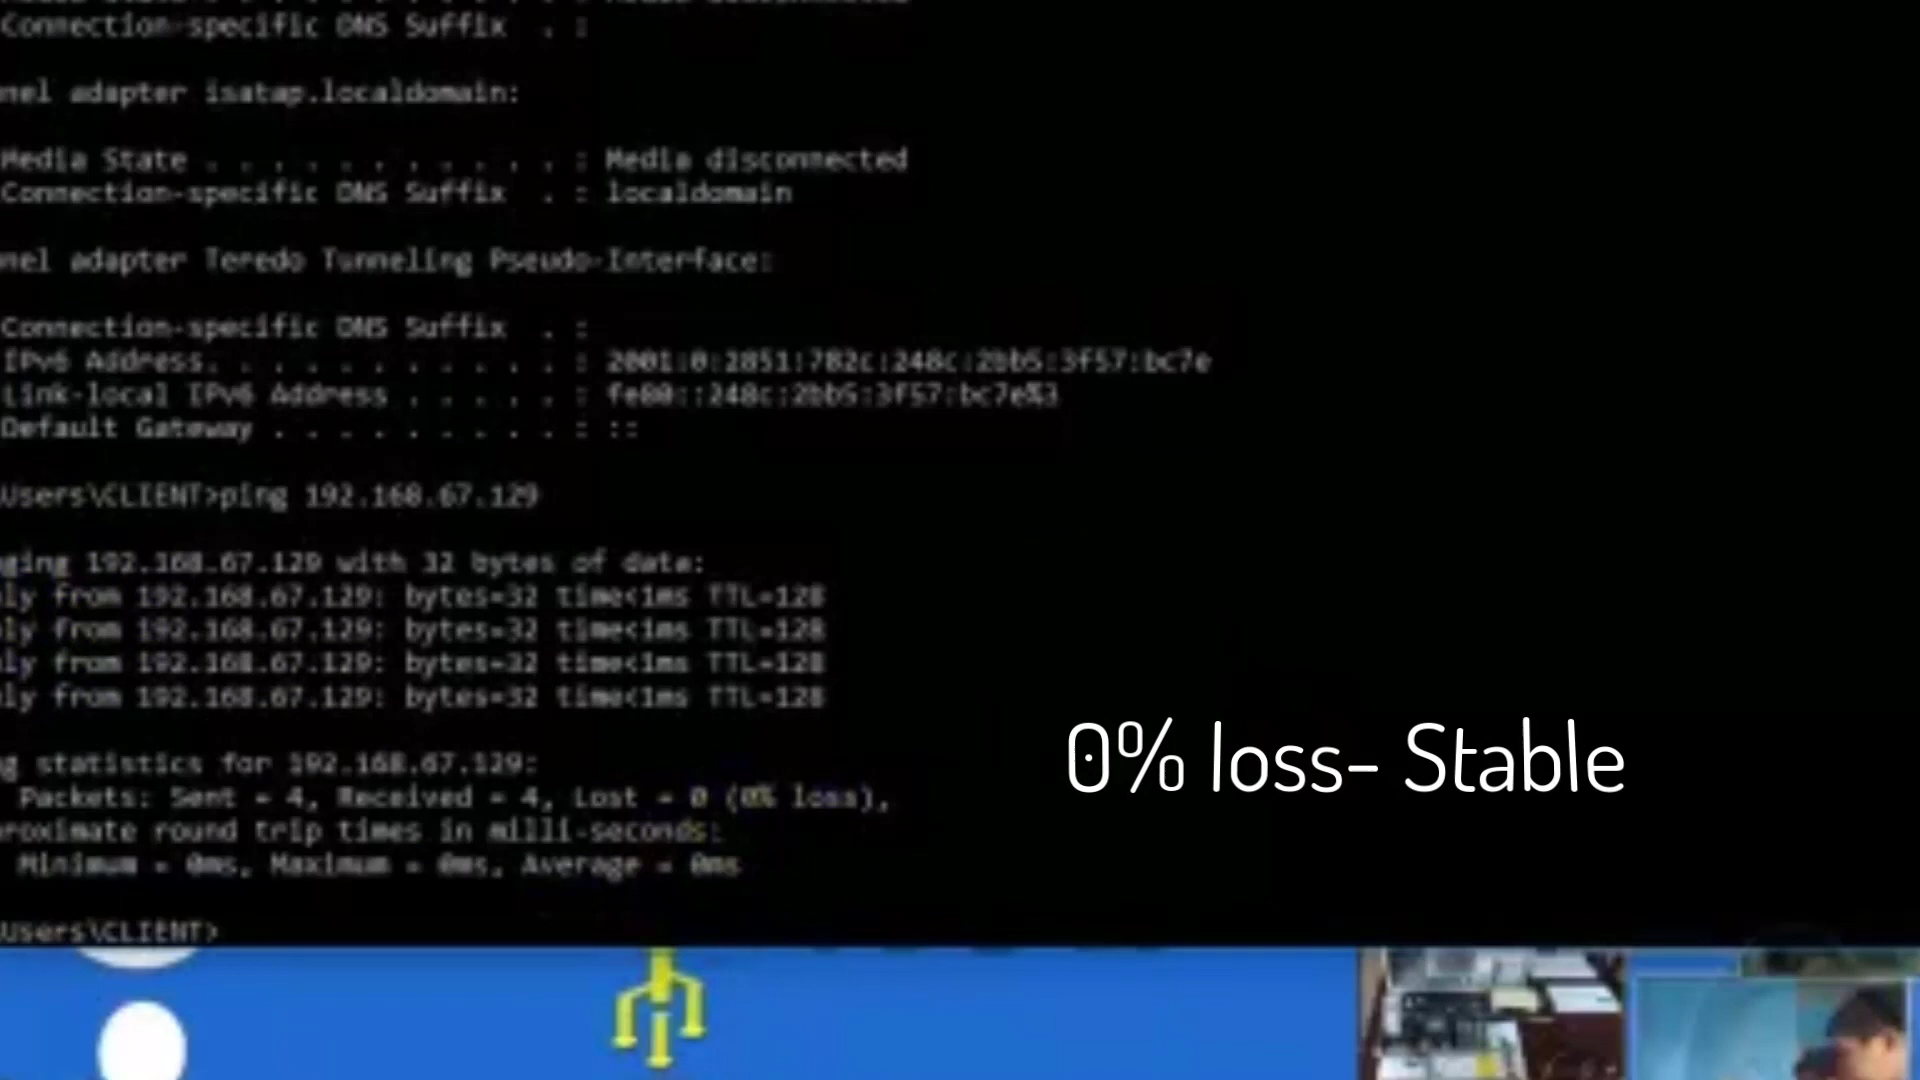 Connection-specific DNS Suffix . :
nel adapter isatap.localdomain:
Media State . . . . . . . . . . . : Media disconnected
Connection-specific DNS Suffix . : localdomain
nel adapter Teredo Tunneling Pseudo-Interface:
Connection-specific DNS Suffix . :
IPv6 Address. . . . . . . . . . . : 2001:0:2851:782c:248c:2bb5:3f57:bc7e
Link-local IPv6 Address . . . . . : fe80::248c:2bb5:3f57:bc7e%3
Default Gateway . . . . . . . . . : ::
Users\CLIENT>ping 192.168.67.129
ging 192.168.67.129 with 32 bytes of data:
ly from 192.168.67.129: bytes=32 time<1ms TTL=128
ly from 192.168.67.129: bytes=32 time<1ms TTL=128
ly from 192.168.67.129: bytes=32 time<1ms TTL=128
ly from 192.168.67.129: bytes=32 time<1ms TTL=128
g statistics for 192.168.67.129:
Packets: Sent = 4, Received = 4, Lost = 0 (0% loss),
roximate round trip times in milli-seconds:
Minimum = 0ms, Maximum = 0ms, Average = 0ms
Users\CLIENT>
0% loss- Stable